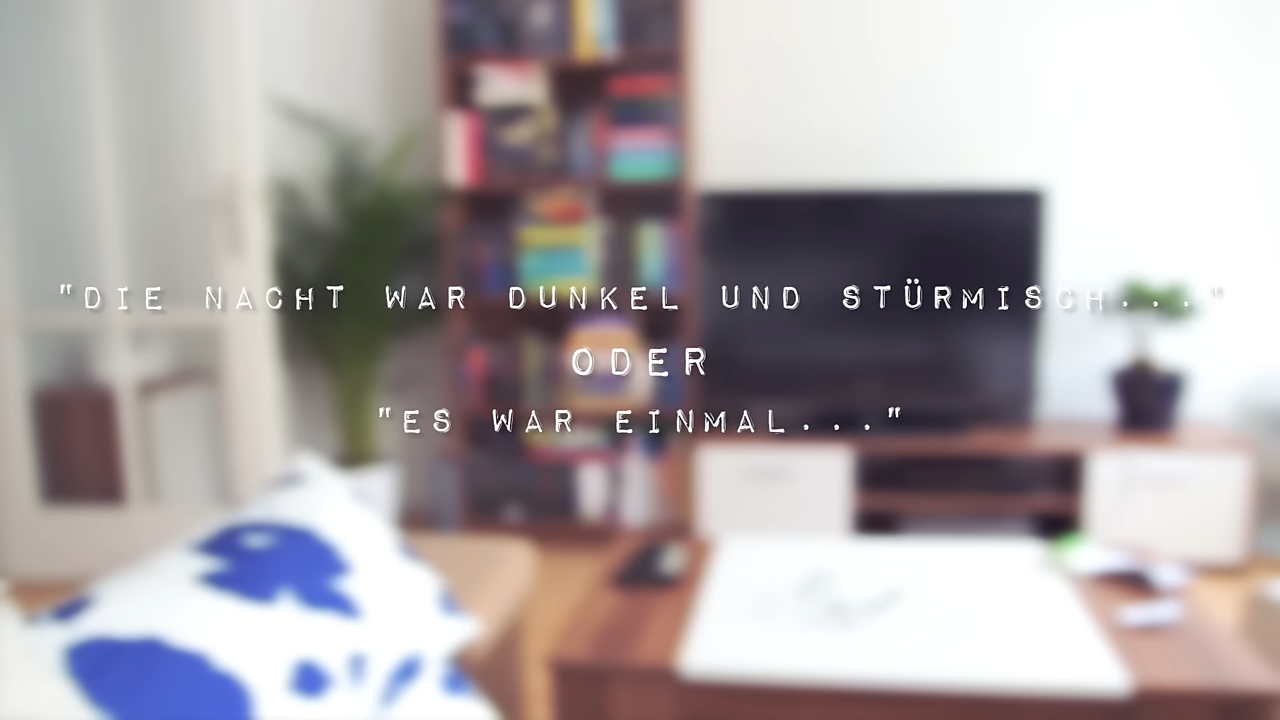 "DIE NACHT WAR DUNKEL UND STÜRMISCH..."
ODER
"ES WAR EINMAL..."